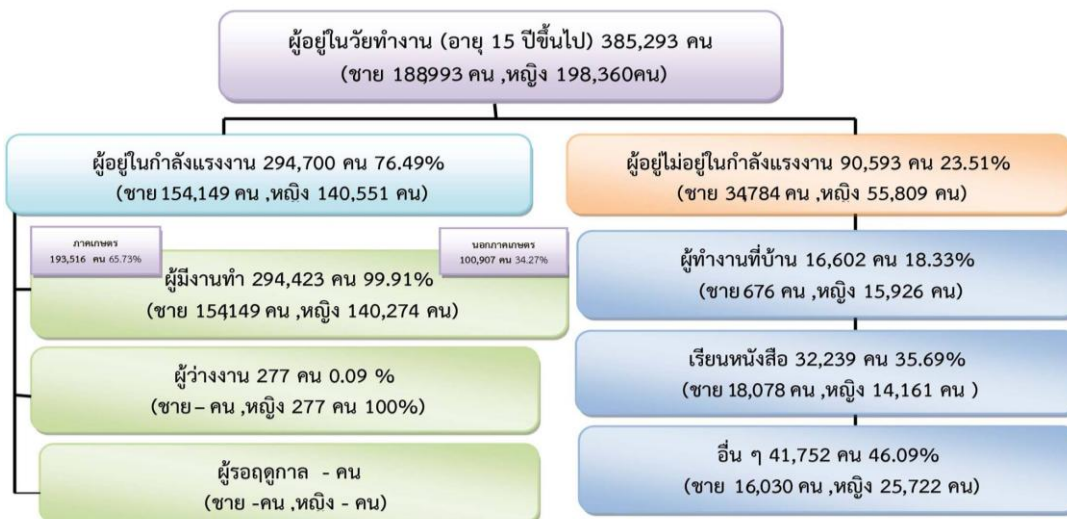 ผู้อยู่ในวัยทำงาน (อายุ 15 ปีขึ้นไป) 385,293 คน
(ชาย 188,993 คน ,หญิง 198,360คน)
ผู้อยู่ในกำลังแรงงาน 294,700 คน 76.49%
(ชาย 154,149 คน ,หญิง 140,551 คน)
ผู้อยู่ไม่อยู่ในกำลังแรงงาน 90,593 คน 23.51%
(ชาย 34,784 คน ,หญิง 55,809 คน)
ภาคเกษตร
193,516 คน 65.73%
นอกภาคเกษตร
100,907 คน 34.27%
ผู้มีงานทำ 294,423 คน 99.91%
(ชาย 154,149 คน ,หญิง 140,274 คน)
ผู้ว่างงาน 277 คน 0.09 %
(ชาย– คน ,หญิง 277 คน 100%)
ผู้รอฤดูกาล - คน
(ชาย -คน ,หญิง - คน)
ผู้ทำงานที่บ้าน 16,602 คน 18.33%
(ชาย 676 คน ,หญิง 15,926 คน)
เรียนหนังสือ 32,239 คน 35.69%
(ชาย 18,078 คน ,หญิง 14,161 คน )
อื่น ๆ 41,752 คน 46.09%
(ชาย 16,030 คน ,หญิง 25,722 คน)